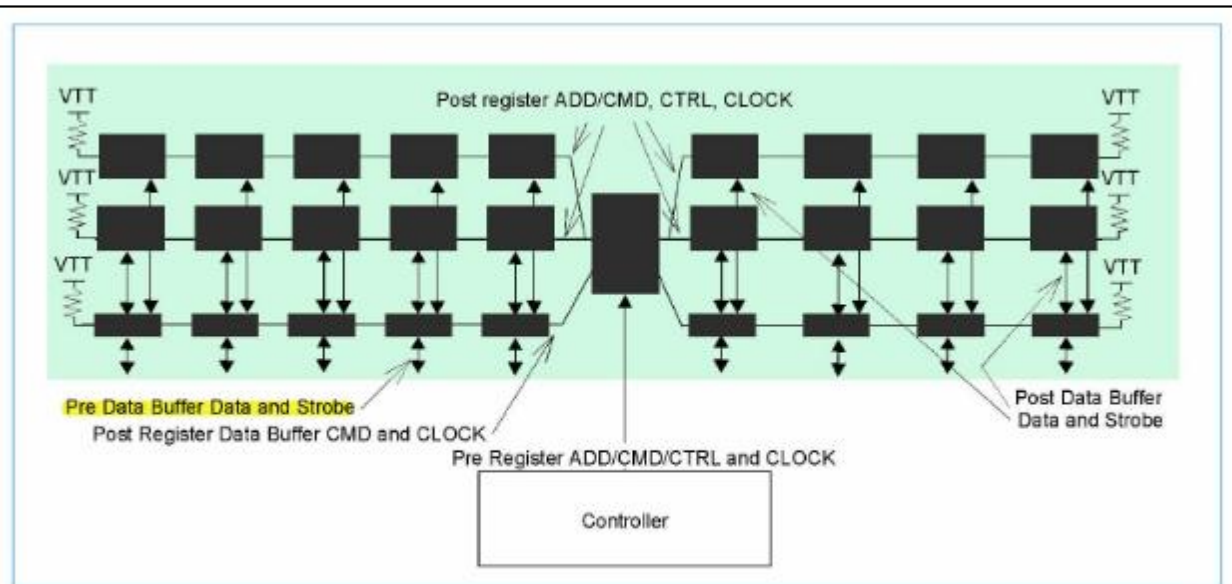 VTT
Post register ADD/CMD, CTRL, CLOCK
VTT
VTT
VTT
VTT
VTT
Pre Data Buffer Data and Strobe
Post Data Buffer
Data and Strobe
Post Register Data Buffer CMD and CLOCK
Pre Register ADD/CMD/CTRL and CLOCK
Controller